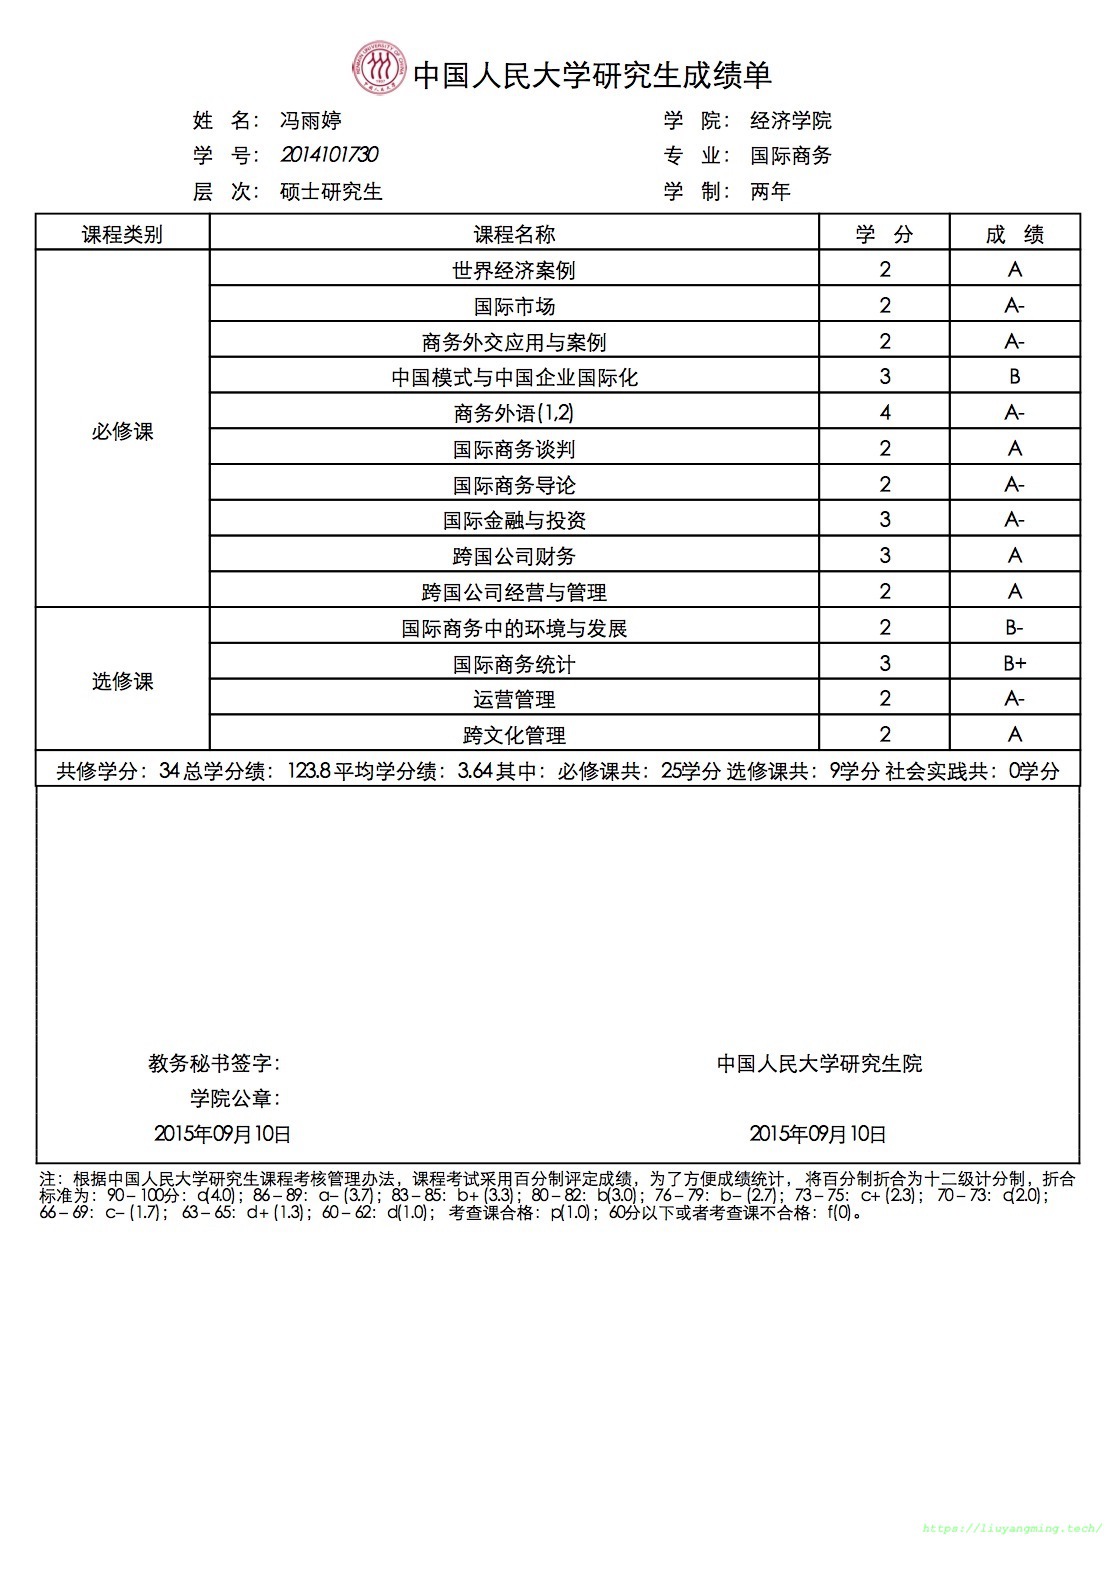 中国人民大学研究生成绩单
姓 名： 冯雨婷 学 院： 经济学院
学 号： 2014101730 专 业： 国际商务
层 次： 硕士研究生 学 制： 两年
课程类别 课程名称 学 分 成 绩
世界经济案例 2 A
国际市场 2 A-
商务外交应用与案例 2 A-
中国模式与中国企业国际化 3 B
商务外语(1,2) 4 A-
必修课
国际商务谈判 2 A
国际商务导论 2 A-
国际金融与投资 3 A-
跨国公司财务 3 A
跨国公司经营与管理 2 A
国际商务中的环境与发展 2 B-
国际商务统计 3 B+
选修课
运营管理 2 A-
跨文化管理 2 A
共修学分：34 总学分绩：123.8 平均学分绩：3.64 其中：必修课共：25学分 选修课共：9学分 社会实践共：0学分
教务秘书签字： 中国人民大学研究生院
学院公章：
2015年09月10日 2015年09月10日
注：根据中国人民大学研究生课程考核管理办法，课程考试采用百分制评定成绩，为了方便成绩统计，将百分制折合为十二级计分制，折合
标准为：90－100分：a(4.0)；86－89：a－(3.7)；83－85：b＋(3.3)；80－82：b(3.0)；76－79：b－(2.7)；73－75：c＋(2.3)；70－73：c(2.0)；
66－69：c－(1.7)；63－65：d＋(1.3)；60－62：d(1.0)；考查课合格：p(1.0)；60分以下或者考查课不合格：f(0)。
https://liuyangming.tech/